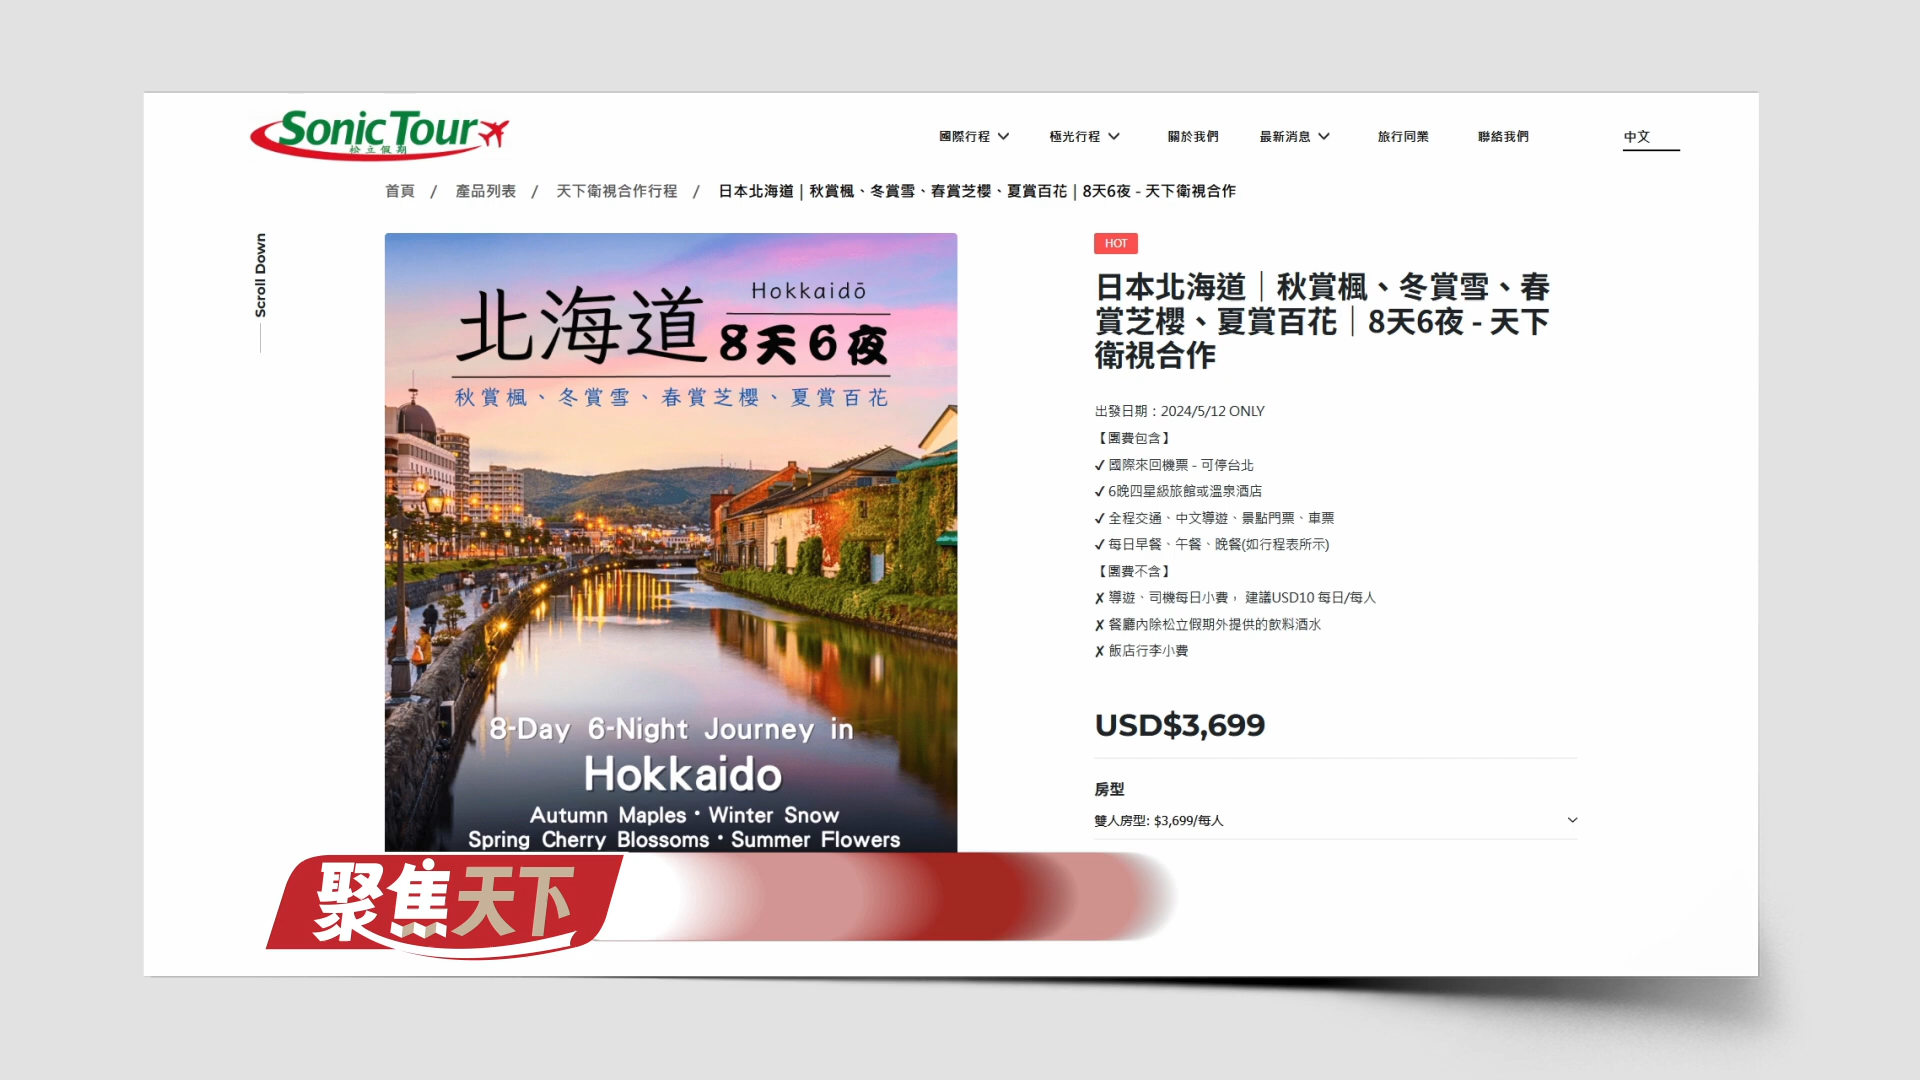 Sonic Tour
松立假期
國際行程
極光行程
關於我們
最新消息
旅行同業
聯絡我們
中文
首頁 / 產品列表 / 天下衛視合作行程 / 日本北海道｜秋賞楓、冬賞雪、春賞芝櫻、夏賞百花｜8天6夜 - 天下衛視合作
Scroll Down
北海道
Hokkaidō
8天6夜
秋賞楓、冬賞雪、春賞芝櫻、夏賞百花
8-Day 6-Night Journey in
Hokkaido
Autumn Maples・Winter Snow
Spring Cherry Blossoms・Summer Flowers
HOT
日本北海道｜秋賞楓、冬賞雪、春
賞芝櫻、夏賞百花｜8天6夜 - 天下
衛視合作
出發日期：2024/5/12 ONLY
【團費包含】
✓ 國際來回機票 - 可停台北
✓ 6晚四星級旅館或溫泉酒店
✓ 全程交通、中文導遊、景點門票、車票
✓ 每日早餐、午餐、晚餐(如行程表所示)
【團費不含】
✗ 導遊、司機每日小費， 建議USD10 每日/每人
✗ 餐廳內除松立假期外提供的飲料酒水
✗ 飯店行李小費
USD$3,699
房型
雙人房型: $3,699/每人
聚焦天下